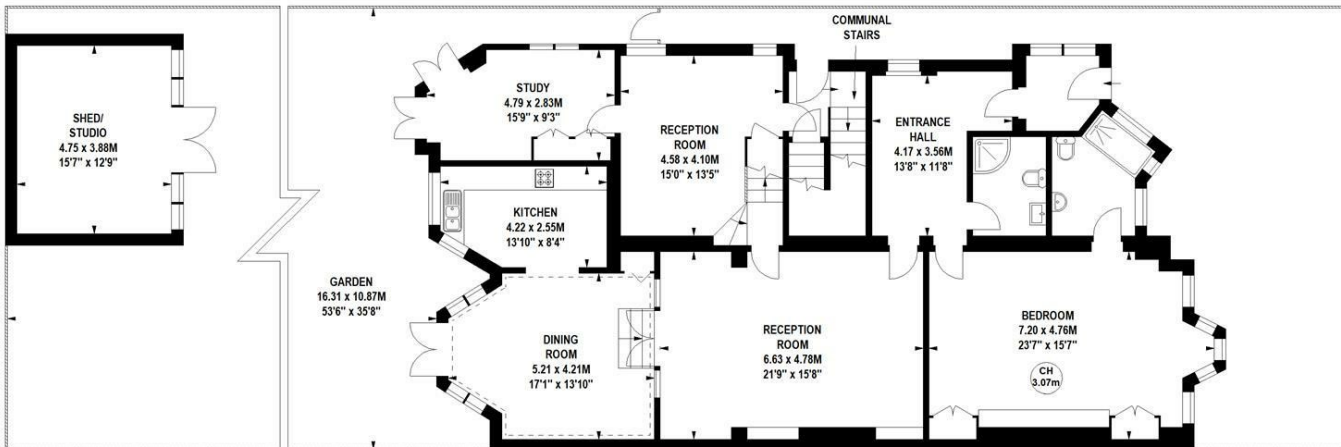 COMMUNAL
STAIRS
SHED/
STUDIO
4.75 x 3.88M
15'7" x 12'9"
STUDY
4.79 x 2.83M
15'9" x 9'3"
RECEPTION
ROOM
4.58 x 4.10M
15'0" x 13'5"
ENTRANCE
HALL
4.17 x 3.56M
13'8" x 11'8"
KITCHEN
4.22 x 2.55M
13'10" x 8'4"
GARDEN
16.31 x 10.87M
53'6" x 35'8"
DINING
ROOM
5.21 x 4.21M
17'1" x 13'10"
RECEPTION
ROOM
6.63 x 4.78M
21'9" x 15'8"
BEDROOM
7.20 x 4.76M
23'7" x 15'7"
CH
3.07m